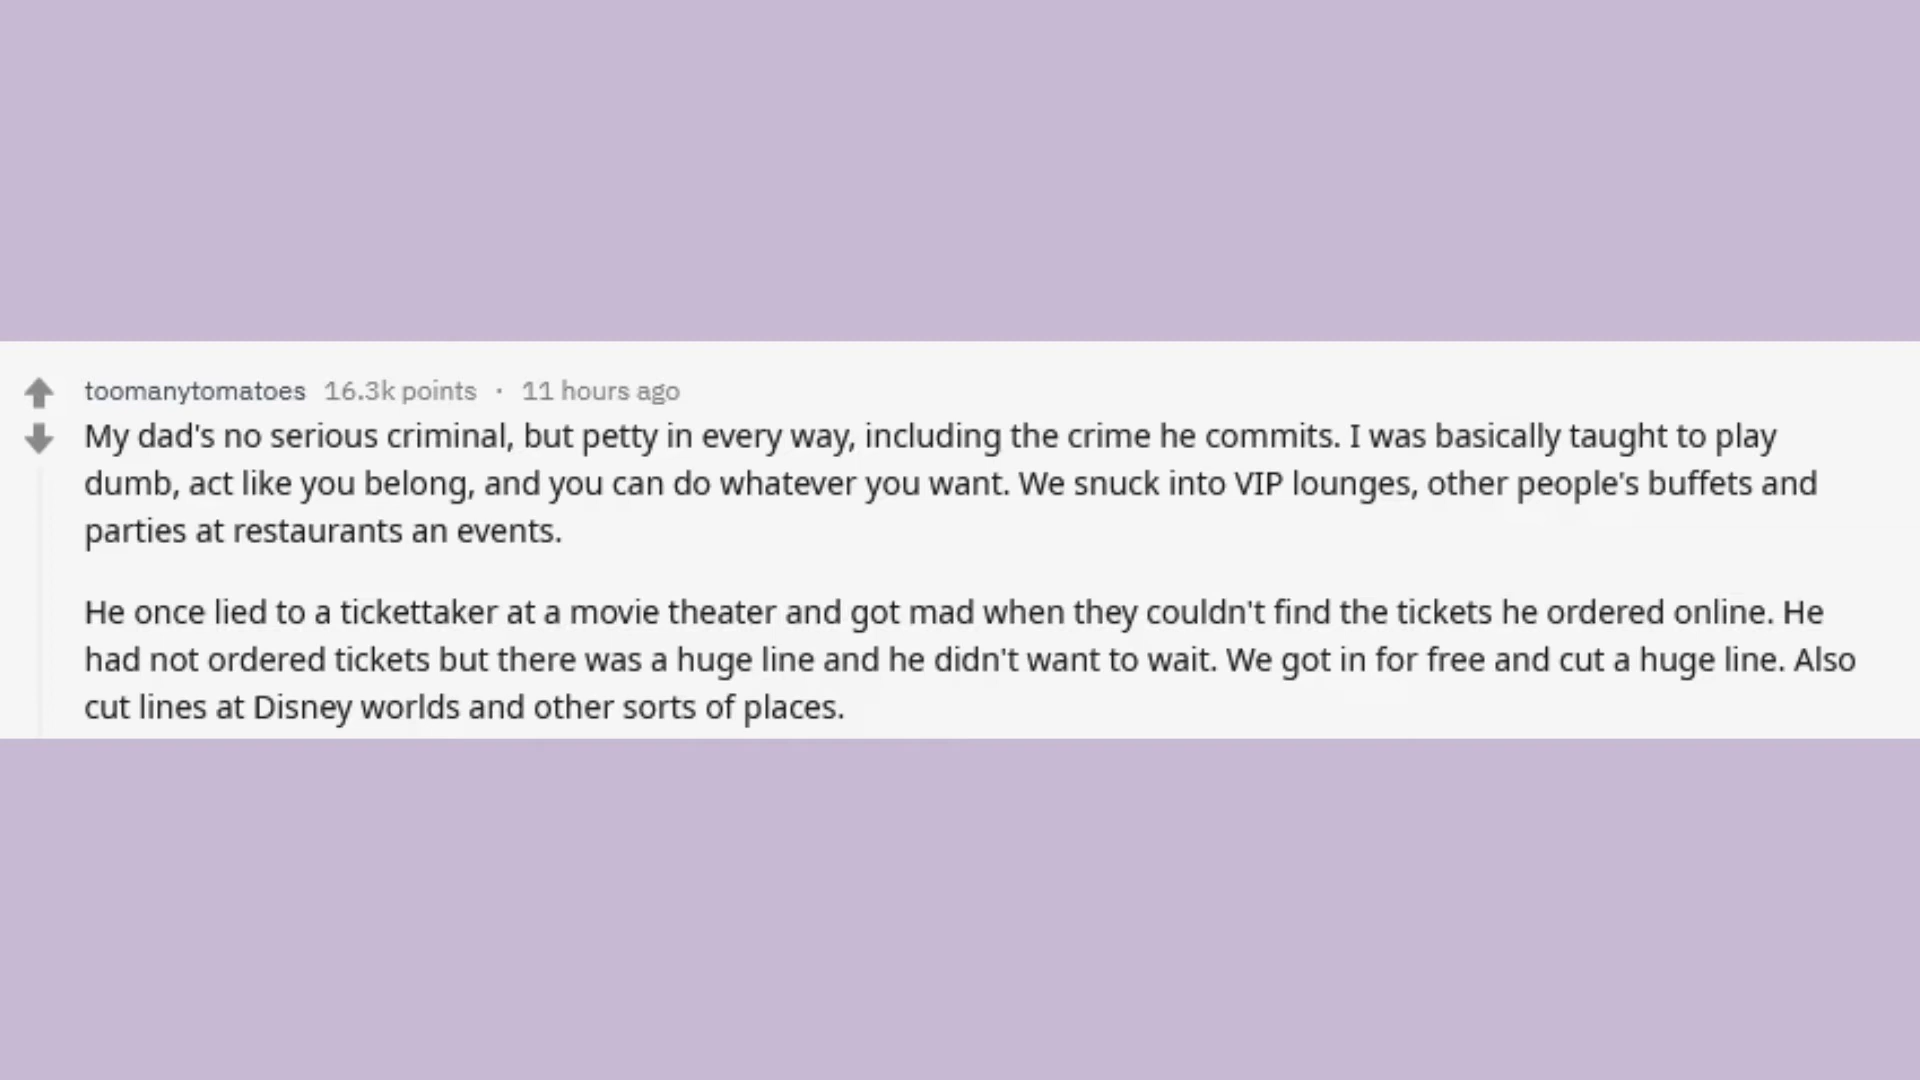 toomanytomatoes 16.3k points · 11 hours ago
My dad's no serious criminal, but petty in every way, including the crime he commits. I was basically taught to play
dumb, act like you belong, and you can do whatever you want. We snuck into VIP lounges, other people's buffets and
parties at restaurants an events.
He once lied to a tickettaker at a movie theater and got mad when they couldn't find the tickets he ordered online. He
had not ordered tickets but there was a huge line and he didn't want to wait. We got in for free and cut a huge line. Also
cut lines at Disney worlds and other sorts of places.